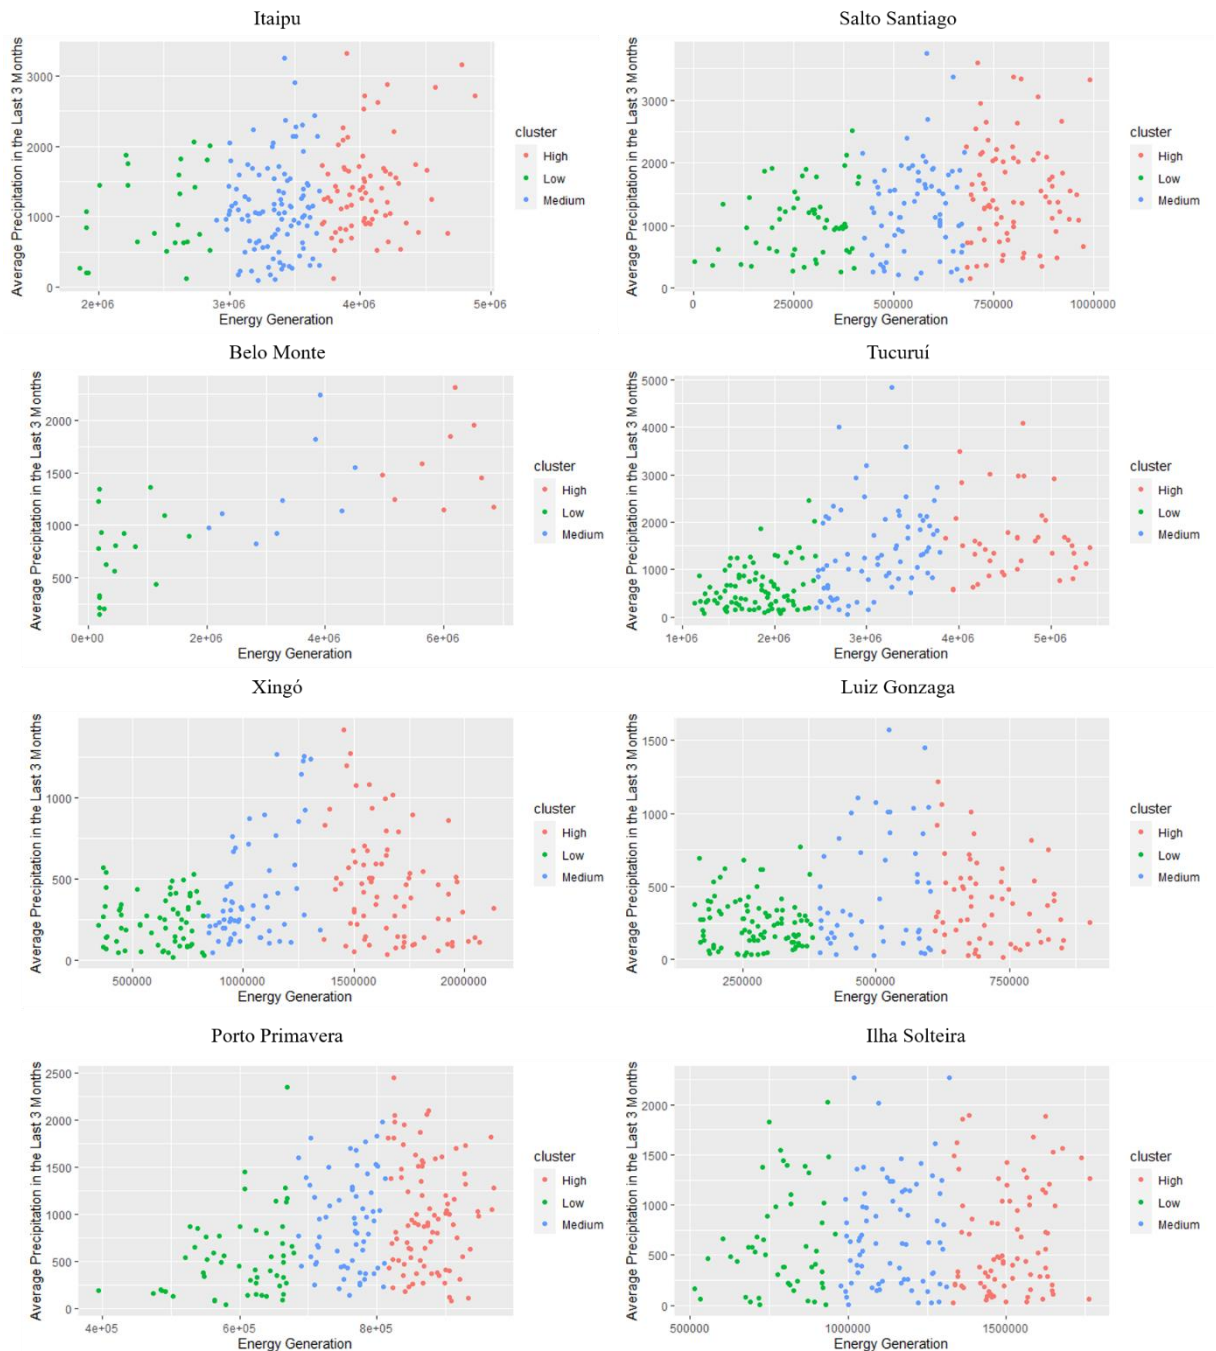 Itaipu
Average Precipitation in the Last 3 Months
3000
2000
1000
0
2e+06 3e+06 4e+06 5e+06
Energy Generation
cluster
High
Low
Medium
Salto Santiago
Average Precipitation in the Last 3 Months
3000
2000
1000
0
0 250000 500000 750000 1000000
Energy Generation
cluster
High
Low
Medium
Belo Monte
Average Precipitation in the Last 3 Months
2000
1500
1000
500
0e+00 2e+06 4e+06 6e+06
Energy Generation
cluster
High
Low
Medium
Tucuruí
Average Precipitation in the Last 3 Months
5000
4000
3000
2000
1000
0
1e+06 2e+06 3e+06 4e+06 5e+06
Energy Generation
cluster
High
Low
Medium
Xingó
Average Precipitation in the Last 3 Months
1000
500
0
500000 1000000 1500000 2000000
Energy Generation
cluster
High
Low
Medium
Luiz Gonzaga
Average Precipitation in the Last 3 Months
1500
1000
500
0
250000 500000 750000
Energy Generation
cluster
High
Low
Medium
Porto Primavera
Average Precipitation in the Last 3 Months
2500
2000
1500
1000
500
0
4e+05 6e+05 8e+05
Energy Generation
cluster
High
Low
Medium
Ilha Solteira
Average Precipitation in the Last 3 Months
2000
1500
1000
500
0
500000 1000000 1500000
Energy Generation
cluster
High
Low
Medium